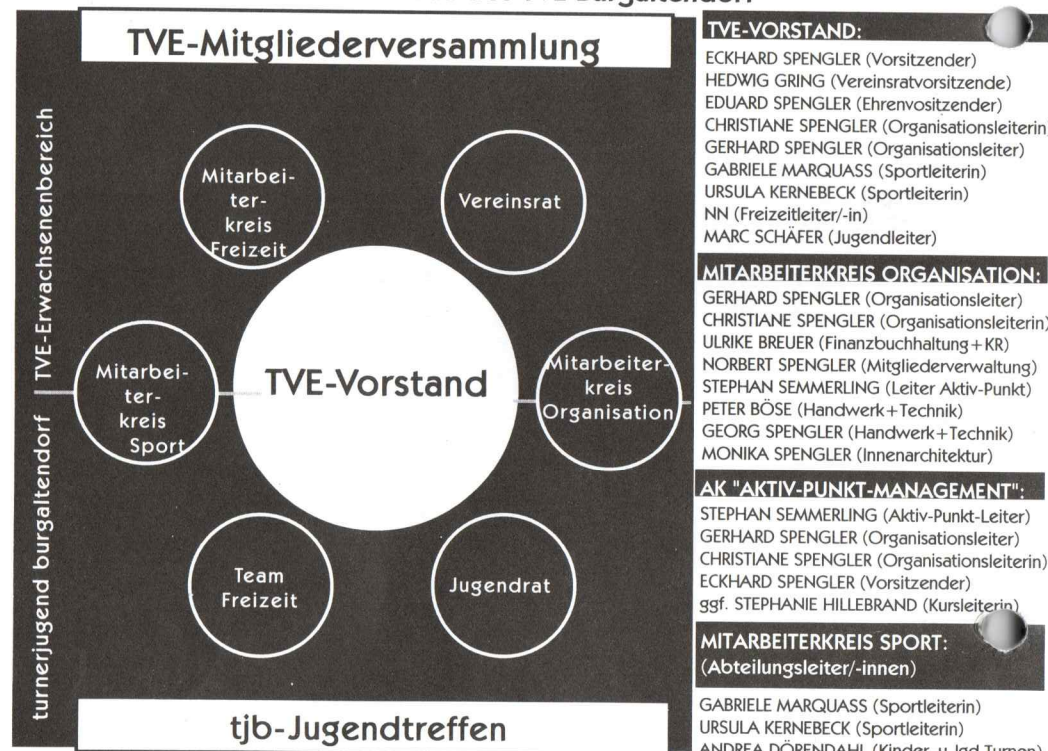 TVE-Mitgliederversammlung
turnerjugend burgaltendorf TVE-Erwachsenenbereich
Mitarbei-
ter-
kreis
Freizeit
Vereinsrat
Mitarbei-
ter-
kreis
Sport
TVE-Vorstand
Mitarbeiter-
kreis
Organisation
Team
Freizeit
Jugendrat
tjb-Jugendtreffen
TVE-VORSTAND:
ECKHARD SPENGLER (Vorsitzender)
HEDWIG GRING (Vereinsratvorsitzende)
EDUARD SPENGLER (Ehrenvositzender)
CHRISTIANE SPENGLER (Organisationsleiterin
GERHARD SPENGLER (Organisationsleiter)
GABRIELE MARQUASS (Sportleiterin)
URSULA KERNEBECK (Sportleiterin)
NN (Freizeitleiter/-in)
MARC SCHÄFER (Jugendleiter)
MITARBEITERKREIS ORGANISATION:
GERHARD SPENGLER (Organisationsleiter)
CHRISTIANE SPENGLER (Organisationsleiterin)
ULRIKE BREUER (Finanzbuchhaltung+KR)
NORBERT SPENGLER (Mitgliederverwaltung)
STEPHAN SEMMERLING (Leiter Aktiv-Punkt)
PETER BÖSE (Handwerk+Technik)
GEORG SPENGLER (Handwerk+Technik)
MONIKA SPENGLER (Innenarchitektur)
AK "AKTIV-PUNKT-MANAGEMENT":
STEPHAN SEMMERLING (Aktiv-Punkt-Leiter)
GERHARD SPENGLER (Organisationsleiter)
CHRISTIANE SPENGLER (Organisationsleiterin)
ECKHARD SPENGLER (Vorsitzender)
ggf. STEPHANIE HILLEBRAND (Kursleiterin)
MITARBEITERKREIS SPORT:
(Abteilungsleiter/-innen)
GABRIELE MARQUASS (Sportleiterin)
URSULA KERNEBECK (Sportleiterin)
ANDREA DÖRENDAHL (Kinder- u. Jgd.Turnen)